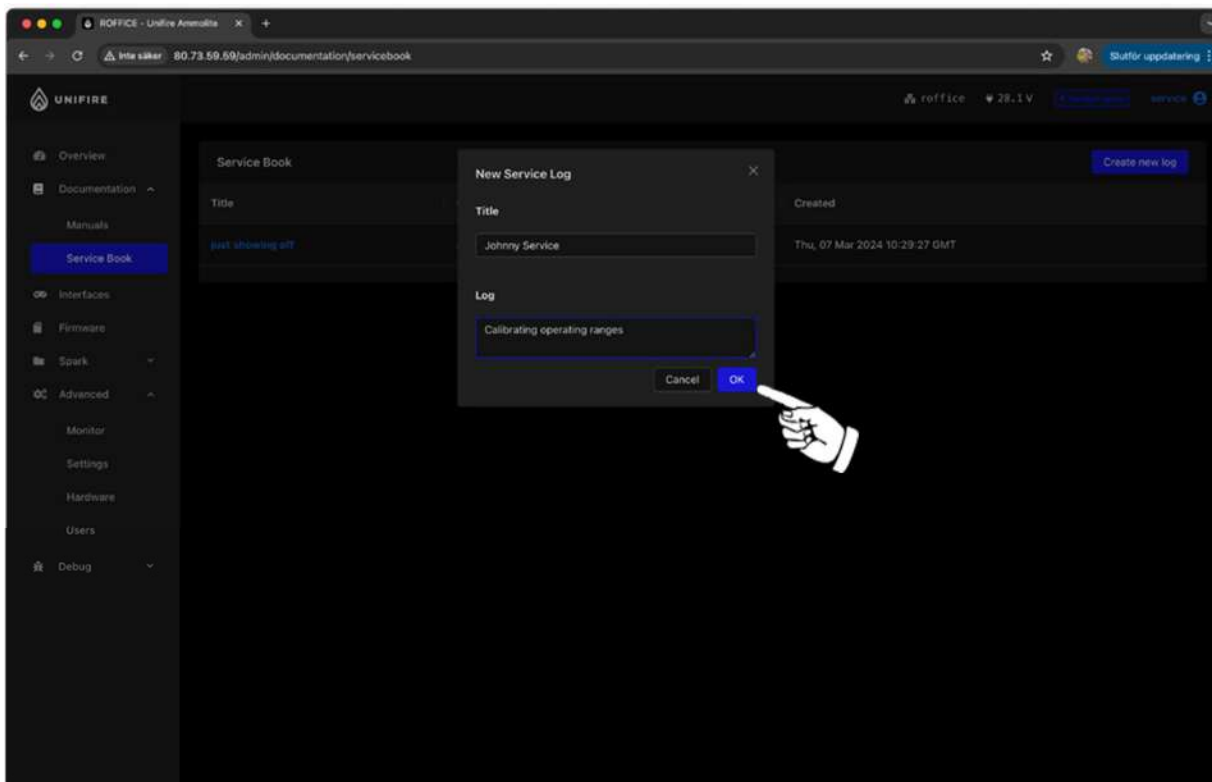 ROFFICE - Unifire Ammolite
Inte säker
80.73.59.69/admin/documentation/servicebook
Slutför uppdatering
UNIFIRE
roffice
28.1 V
service
Overview
Documentation
Manuals
Service Book
Interfaces
Firmware
Spark
Advanced
Monitor
Settings
Hardware
Users
Debug
Service Book
Create new log
Title
Created
just showing off
Thu, 07 Mar 2024 10:29:27 GMT
New Service Log
Title
Johnny Service
Log
Calibrating operating ranges
Cancel
OK